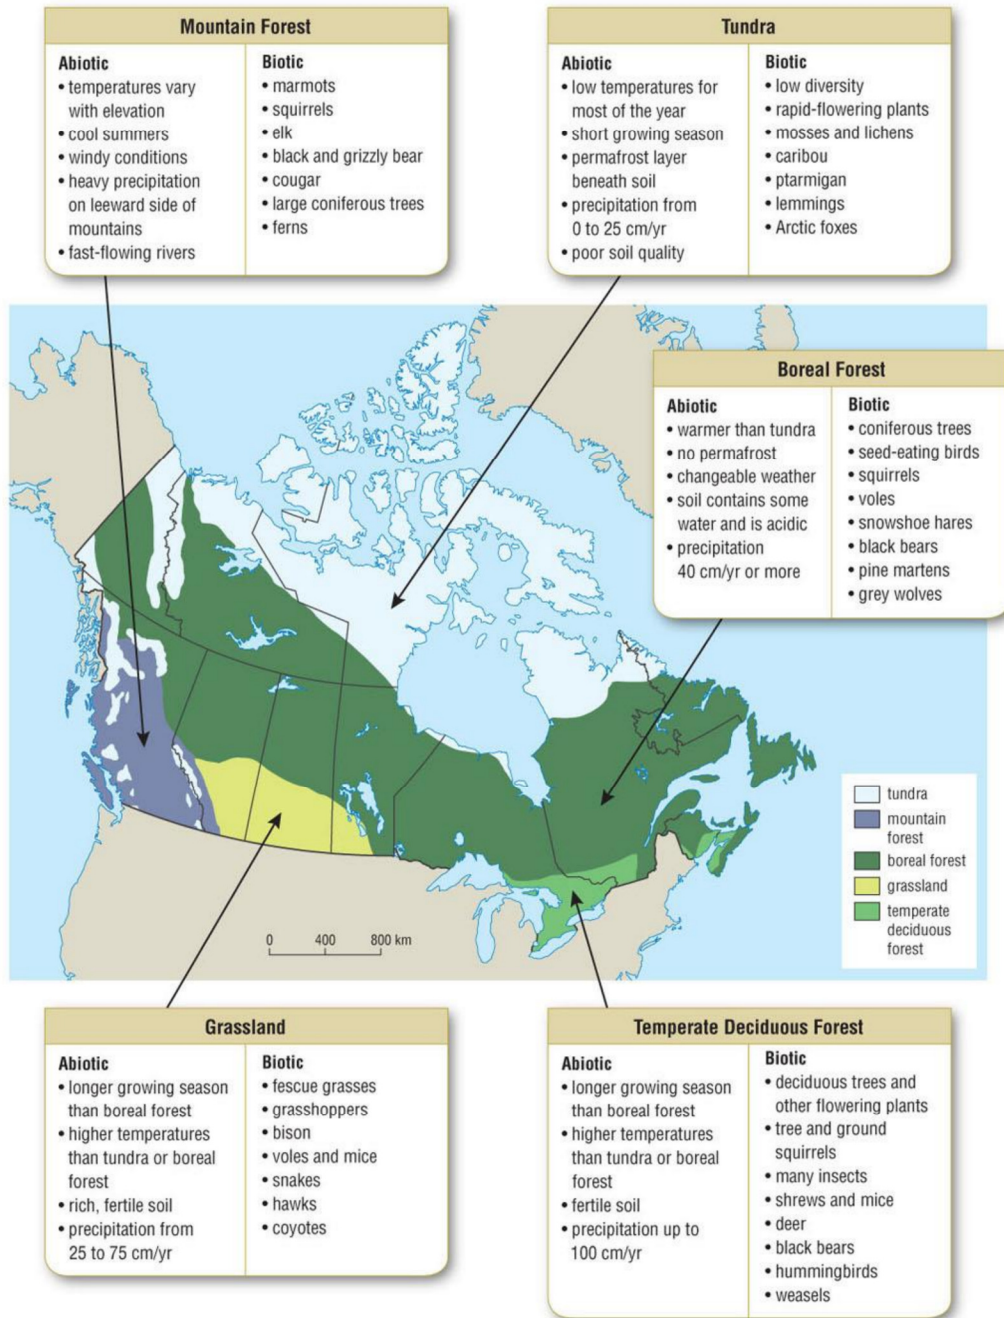 Mountain Forest
Abiotic
• temperatures vary
with elevation
• cool summers
• windy conditions
• heavy precipitation
on leeward side of
mountains
• fast-flowing rivers
Biotic
• marmots
• squirrels
• elk
• black and grizzly bear
• cougar
• large coniferous trees
• ferns
Tundra
Abiotic
• low temperatures for
most of the year
• short growing season
• permafrost layer
beneath soil
• precipitation from
0 to 25 cm/yr
• poor soil quality
Biotic
• low diversity
• rapid-flowering plants
• mosses and lichens
• caribou
• ptarmigan
• lemmings
• Arctic foxes
Boreal Forest
Abiotic
• warmer than tundra
• no permafrost
• changeable weather
• soil contains some
water and is acidic
• precipitation
40 cm/yr or more
Biotic
• coniferous trees
• seed-eating birds
• squirrels
• voles
• snowshoe hares
• black bears
• pine martens
• grey wolves
tundra
mountain
forest
boreal forest
grassland
temperate
deciduous
forest
0 400 800 km
Grassland
Abiotic
• longer growing season
than boreal forest
• higher temperatures
than tundra or boreal
forest
• rich, fertile soil
• precipitation from
25 to 75 cm/yr
Biotic
• fescue grasses
• grasshoppers
• bison
• voles and mice
• snakes
• hawks
• coyotes
Temperate Deciduous Forest
Abiotic
• longer growing season
than boreal forest
• higher temperatures
than tundra or boreal
forest
• fertile soil
• precipitation up to
100 cm/yr
Biotic
• deciduous trees and
other flowering plants
• tree and ground
squirrels
• many insects
• shrews and mice
• deer
• black bears
• hummingbirds
• weasels